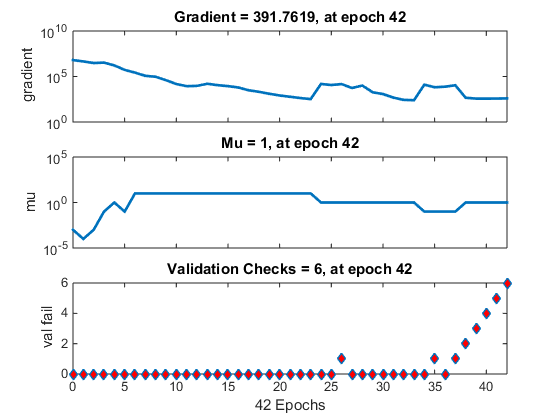 Gradient = 391.7619, at epoch 42
10^10
10^5
10^0
gradient
Mu = 1, at epoch 42
10^5
10^0
10^-5
mu
Validation Checks = 6, at epoch 42
6
4
2
0
val fail
0 5 10 15 20 25 30 35 40
42 Epochs